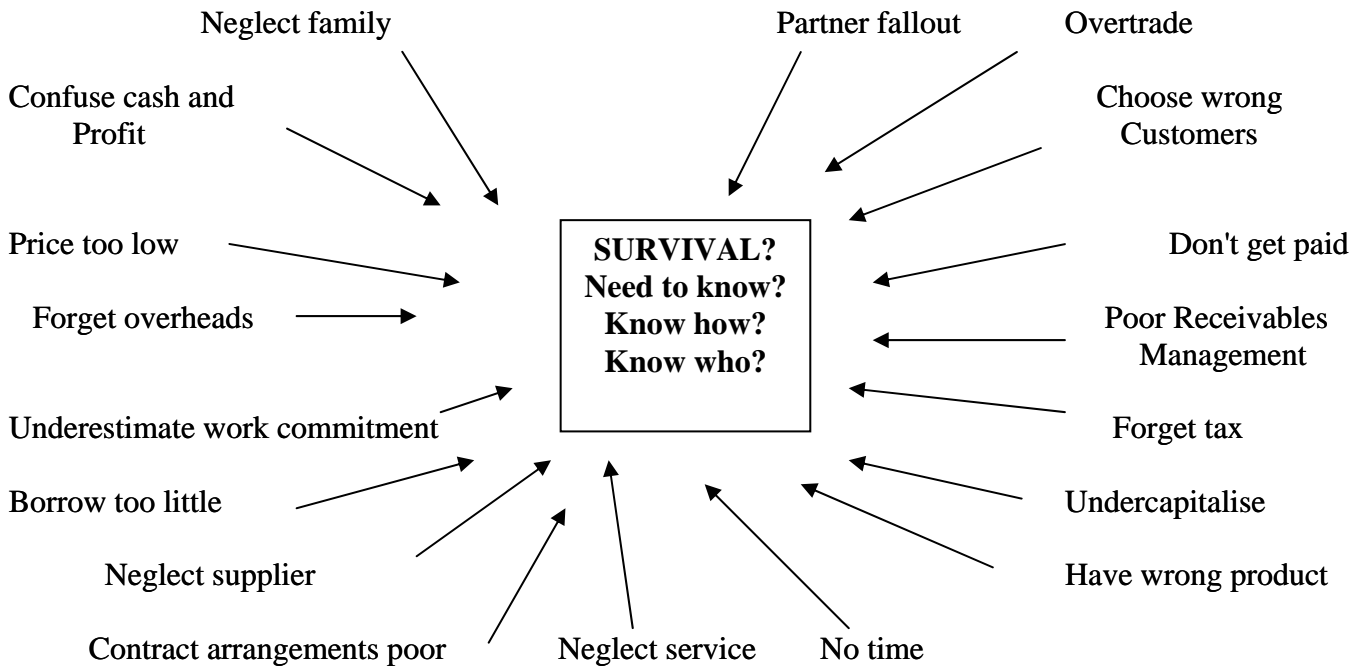 Neglect family
Partner fallout
Overtrade
Confuse cash and
Profit
Choose wrong
Customers
Price too low
SURVIVAL?
Need to know?
Know how?
Know who?
Don't get paid
Forget overheads
Poor Receivables
Management
Underestimate work commitment
Forget tax
Borrow too little
Undercapitalise
Neglect supplier
Have wrong product
Contract arrangements poor
Neglect service
No time